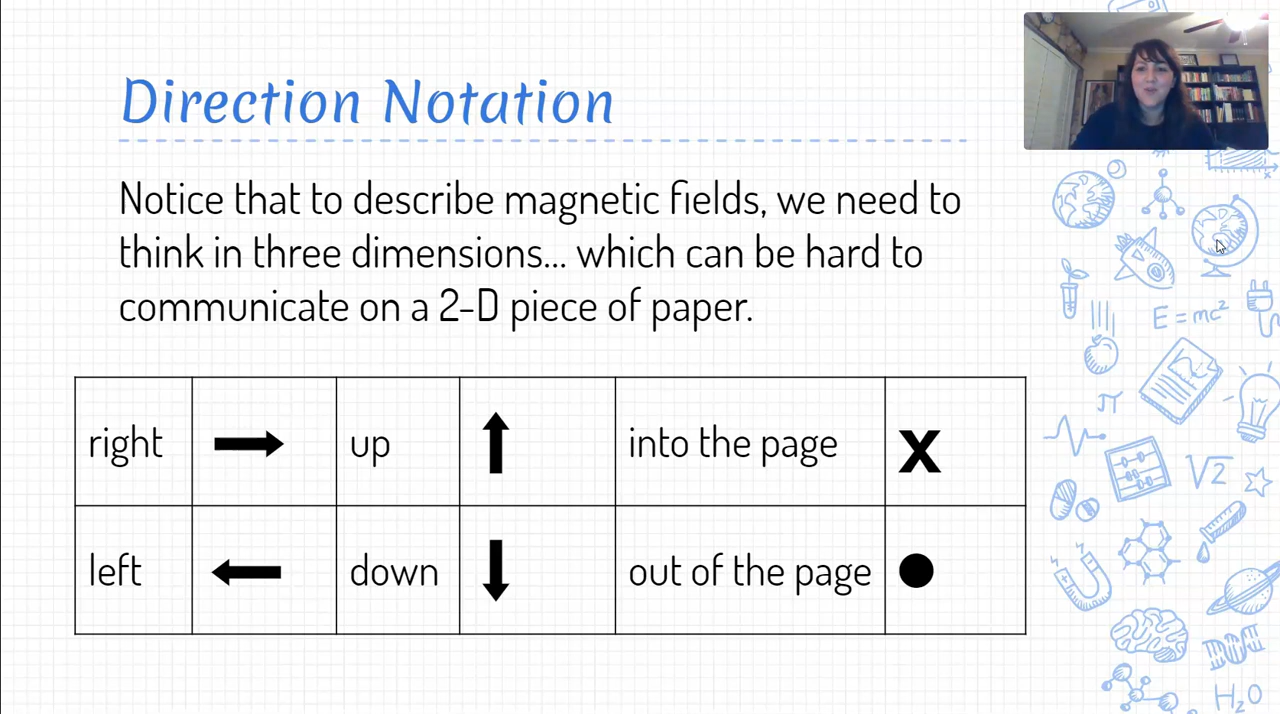 Direction Notation
Notice that to describe magnetic fields, we need to
think in three dimensions... which can be hard to
communicate on a 2-D piece of paper.
right → up ↑ into the page X
left ← down ↓ out of the page ●
E=mc²
π
√2
H₂O